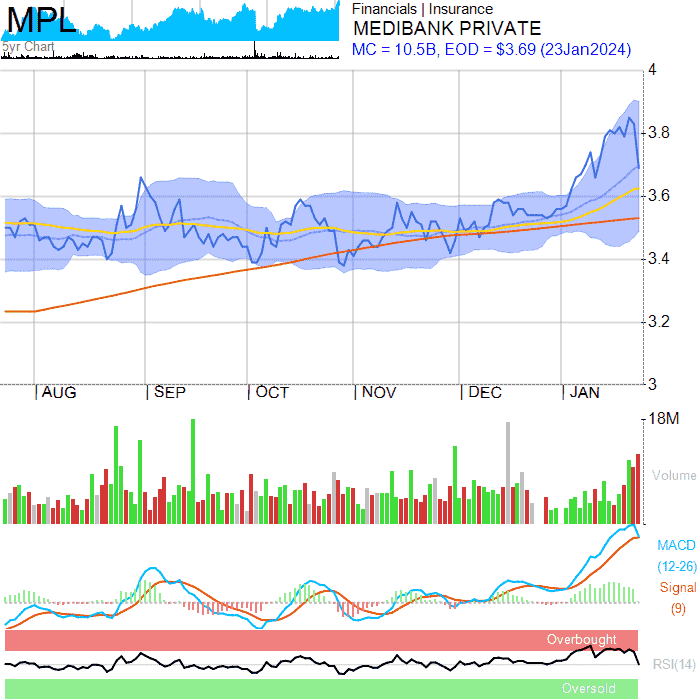 MPL
5yr Chart
Financials | Insurance
MEDIBANK PRIVATE
MC = 10.5B, EOD = $3.69 (23Jan2024)
4
3.8
3.6
3.4
3.2
3
| AUG | SEP | OCT | NOV | DEC | JAN
18M
Volume
MACD
(12-26)
Signal
(9)
Overbought
RSI(14)
Oversold